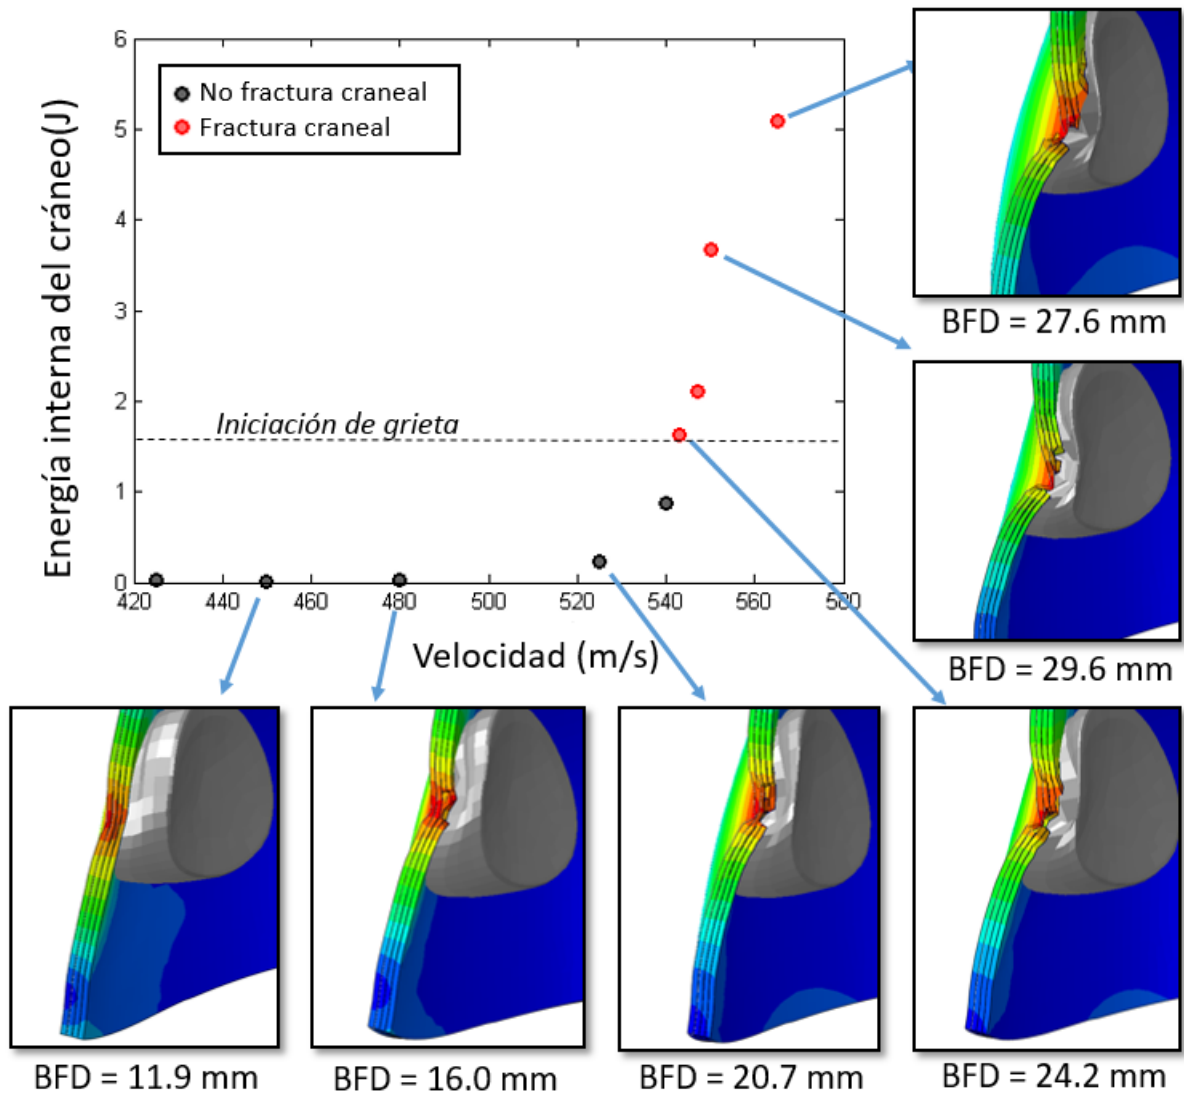 6
5
4
3
2
1
0
Energía interna del cráneo(J)
No fractura craneal
Fractura craneal
Iniciación de grieta
420 440 460 480 500 520 540 560 580
Velocidad (m/s)
BFD = 27.6 mm
BFD = 29.6 mm
BFD = 11.9 mm
BFD = 16.0 mm
BFD = 20.7 mm
BFD = 24.2 mm